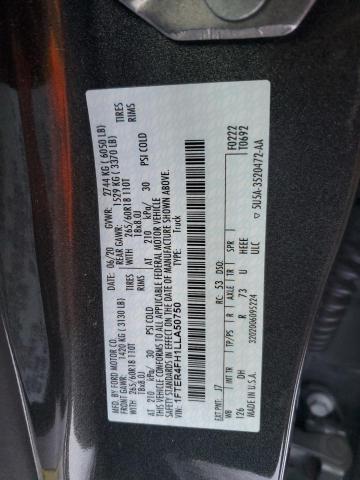 MFD. BY FORD MOTOR CO.
DATE: 06/20 GVWR: 2744 KG ( 6050 LB)
FRONT GAWR: 1420 KG ( 3130 LB) REAR GAWR: 1529 KG ( 3370 LB)
WITH 265/60R18 110T TIRES WITH 265/60R18 110T TIRES
18x8.0J RIMS 18x8.0J RIMS
AT 210 kPa/ 30 PSI COLD AT 210 kPa/ 30 PSI COLD
THIS VEHICLE CONFORMS TO ALL APPLICABLE FEDERAL MOTOR VEHICLE
SAFETY STANDARDS IN EFFECT ON THE DATE OF MANUFACTURE SHOWN ABOVE.
VIN: 1FTER4FH1LLA50750
TYPE: Truck
F0222
T0692
EXT PNT: J7 RC: 53 DSO:
WB TP/PS R AXLE TR SPR
126 DH I R 73 U HEEE
MADE IN U.S.A. 3202006095224 ULC
5U5A-3520472-AA